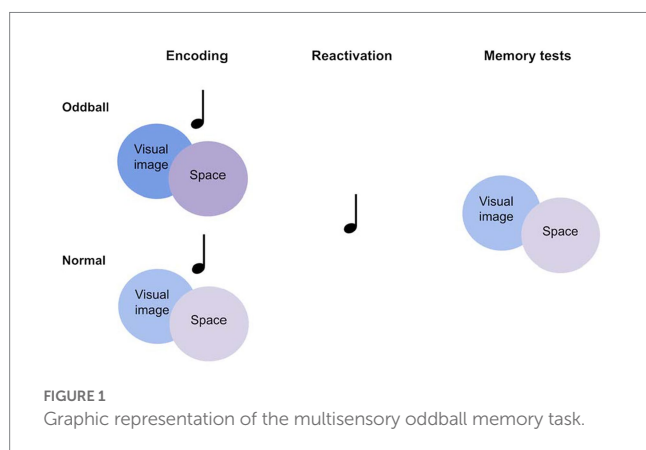 Encoding Reactivation Memory tests
Oddball
Visual
image
Space
Visual
image
Space
Normal
Visual
image
Space
FIGURE 1
Graphic representation of the multisensory oddball memory task.